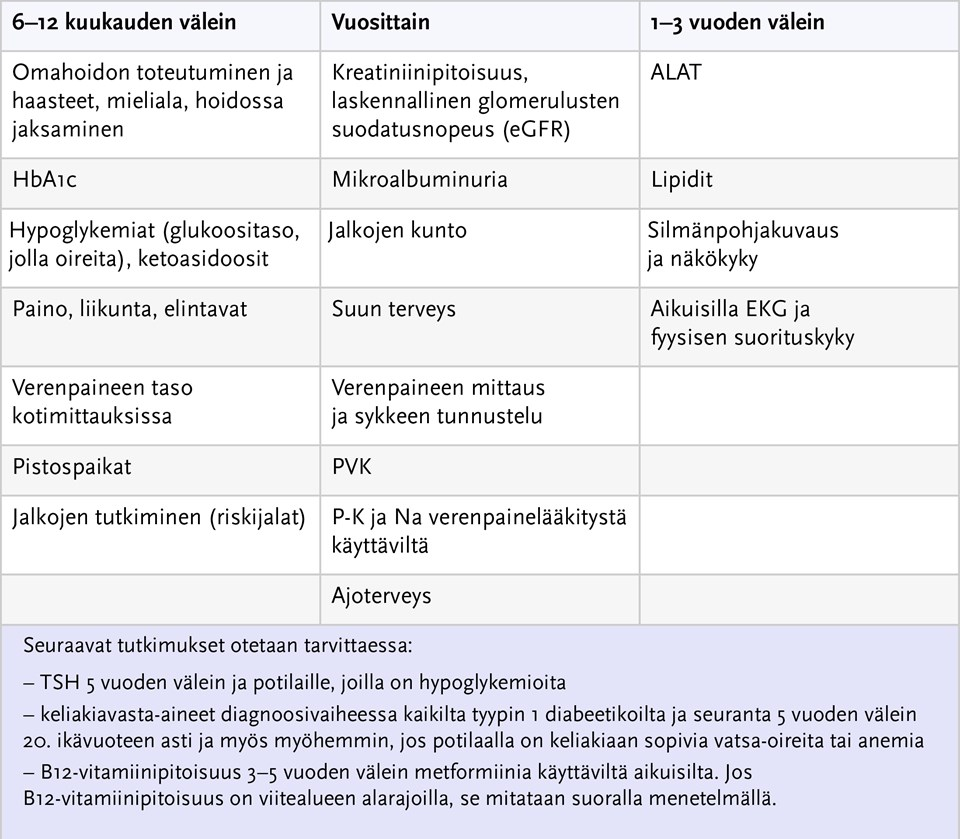 6–12 kuukauden välein
Vuosittain
1–3 vuoden välein
Omahoidon toteutuminen ja
haasteet, mieliala, hoidossa
jaksaminen
Kreatiniinipitoisuus,
laskennallinen glomerulusten
suodatusnopeus (eGFR)
ALAT
HbA1c
Mikroalbuminuria
Lipidit
Hypoglykemiat (glukoositaso,
jolla oireita), ketoasidoosit
Jalkojen kunto
Silmänpohjakuvaus
ja näkökyky
Paino, liikunta, elintavat
Suun terveys
Aikuisilla EKG ja
fyysisen suorituskyky
Verenpaineen taso
kotimittauksissa
Verenpaineen mittaus
ja sykkeen tunnustelu
Pistospaikat
PVK
Jalkojen tutkiminen (riskijalat)
P-K ja Na verenpainelääkitystä
käyttäviltä
Ajoterveys
Seuraavat tutkimukset otetaan tarvittaessa:
– TSH 5 vuoden välein ja potilaille, joilla on hypoglykemioita
– keliakiavasta-aineet diagnoosivaiheessa kaikilta tyypin 1 diabeetikoilta ja seuranta 5 vuoden välein
20. ikävuoteen asti ja myös myöhemmin, jos potilaalla on keliakiaan sopivia vatsa-oireita tai anemia
– B12-vitamiinipitoisuus 3–5 vuoden välein metformiinia käyttäviltä aikuisilta. Jos
B12-vitamiinipitoisuus on viitealueen alarajoilla, se mitataan suoralla menetelmällä.